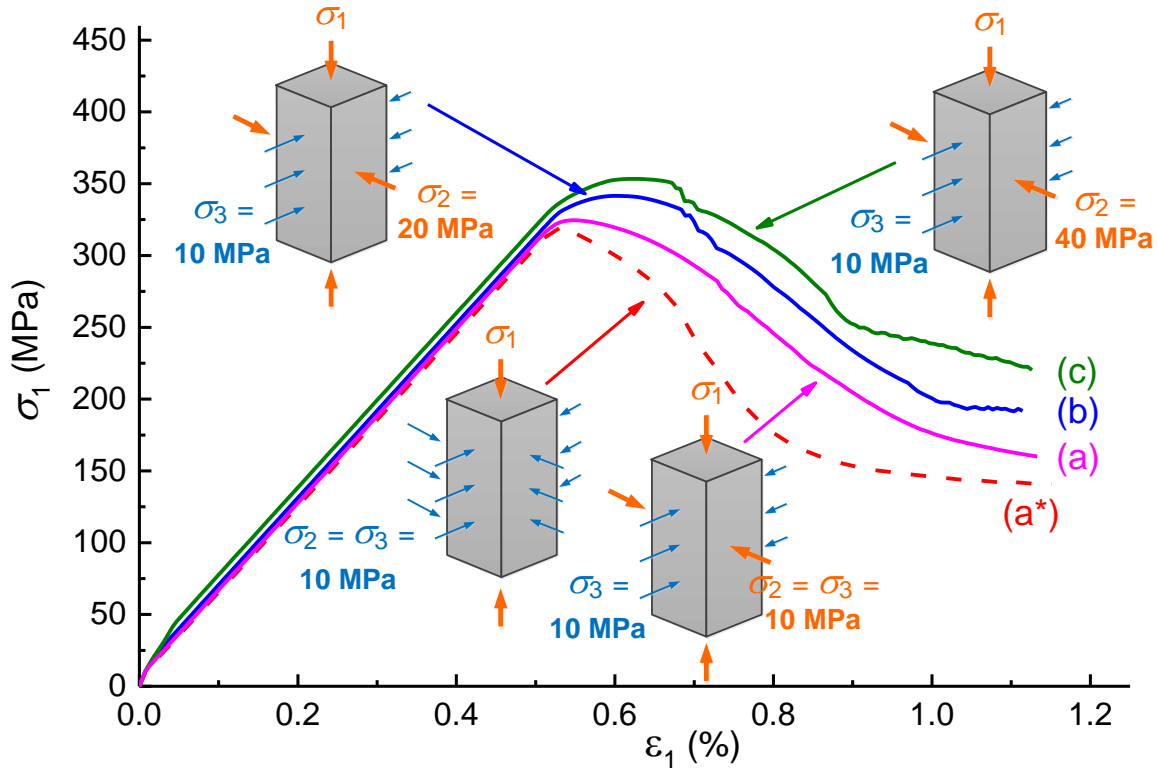 450
400
350
300
250
200
150
100
50
0
σ1 (MPa)
0.0
0.2
0.4
0.6
0.8
1.0
1.2
ε1 (%)
σ1
σ3 =
10 MPa
σ2 =
20 MPa
σ1
σ3 =
10 MPa
σ2 =
40 MPa
σ1
σ2 = σ3 =
10 MPa
σ1
σ3 =
10 MPa
σ2 = σ3 =
10 MPa
(c)
(b)
(a)
(a*)